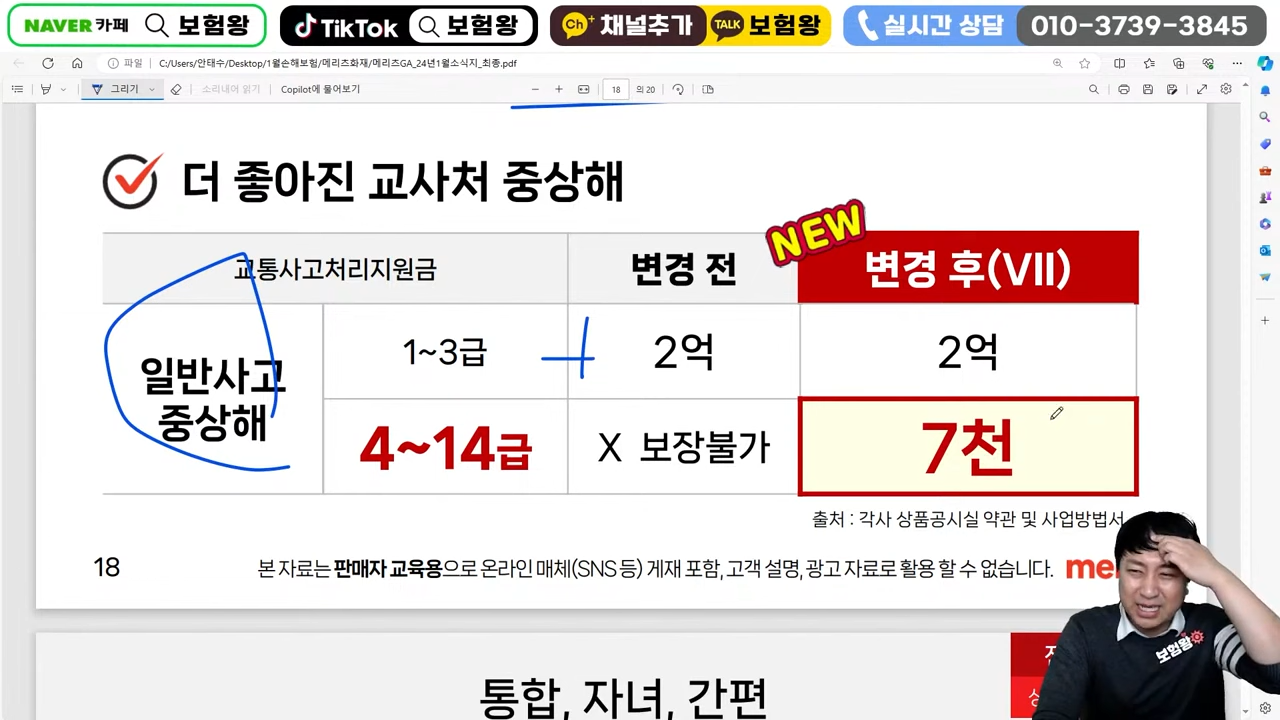 NAVER 카페 보험왕
TikTok 보험왕
Ch+ 채널추가 TALK 보험왕
실시간 상담 010-3739-3845
파일 C:/Users/안태수/Desktop/1월손해보험/메리츠화재/메리츠GA_24년1월소식지_최종.pdf
그리기 소리내어 읽기 Copilot에 물어보기 18 의 20
더 좋아진 교사처 중상해
NEW
교통사고처리지원금 변경 전 변경 후(VII)
일반사고
중상해
1~3급 2억 2억
4~14급 X 보장불가 7천
출처 : 각사 상품공시실 약관 및 사업방법서
18 본 자료는 판매자 교육용으로 온라인 매체(SNS 등) 게재 포함, 고객 설명, 광고 자료로 활용 할 수 없습니다.
보험왕
통합, 자녀, 간편